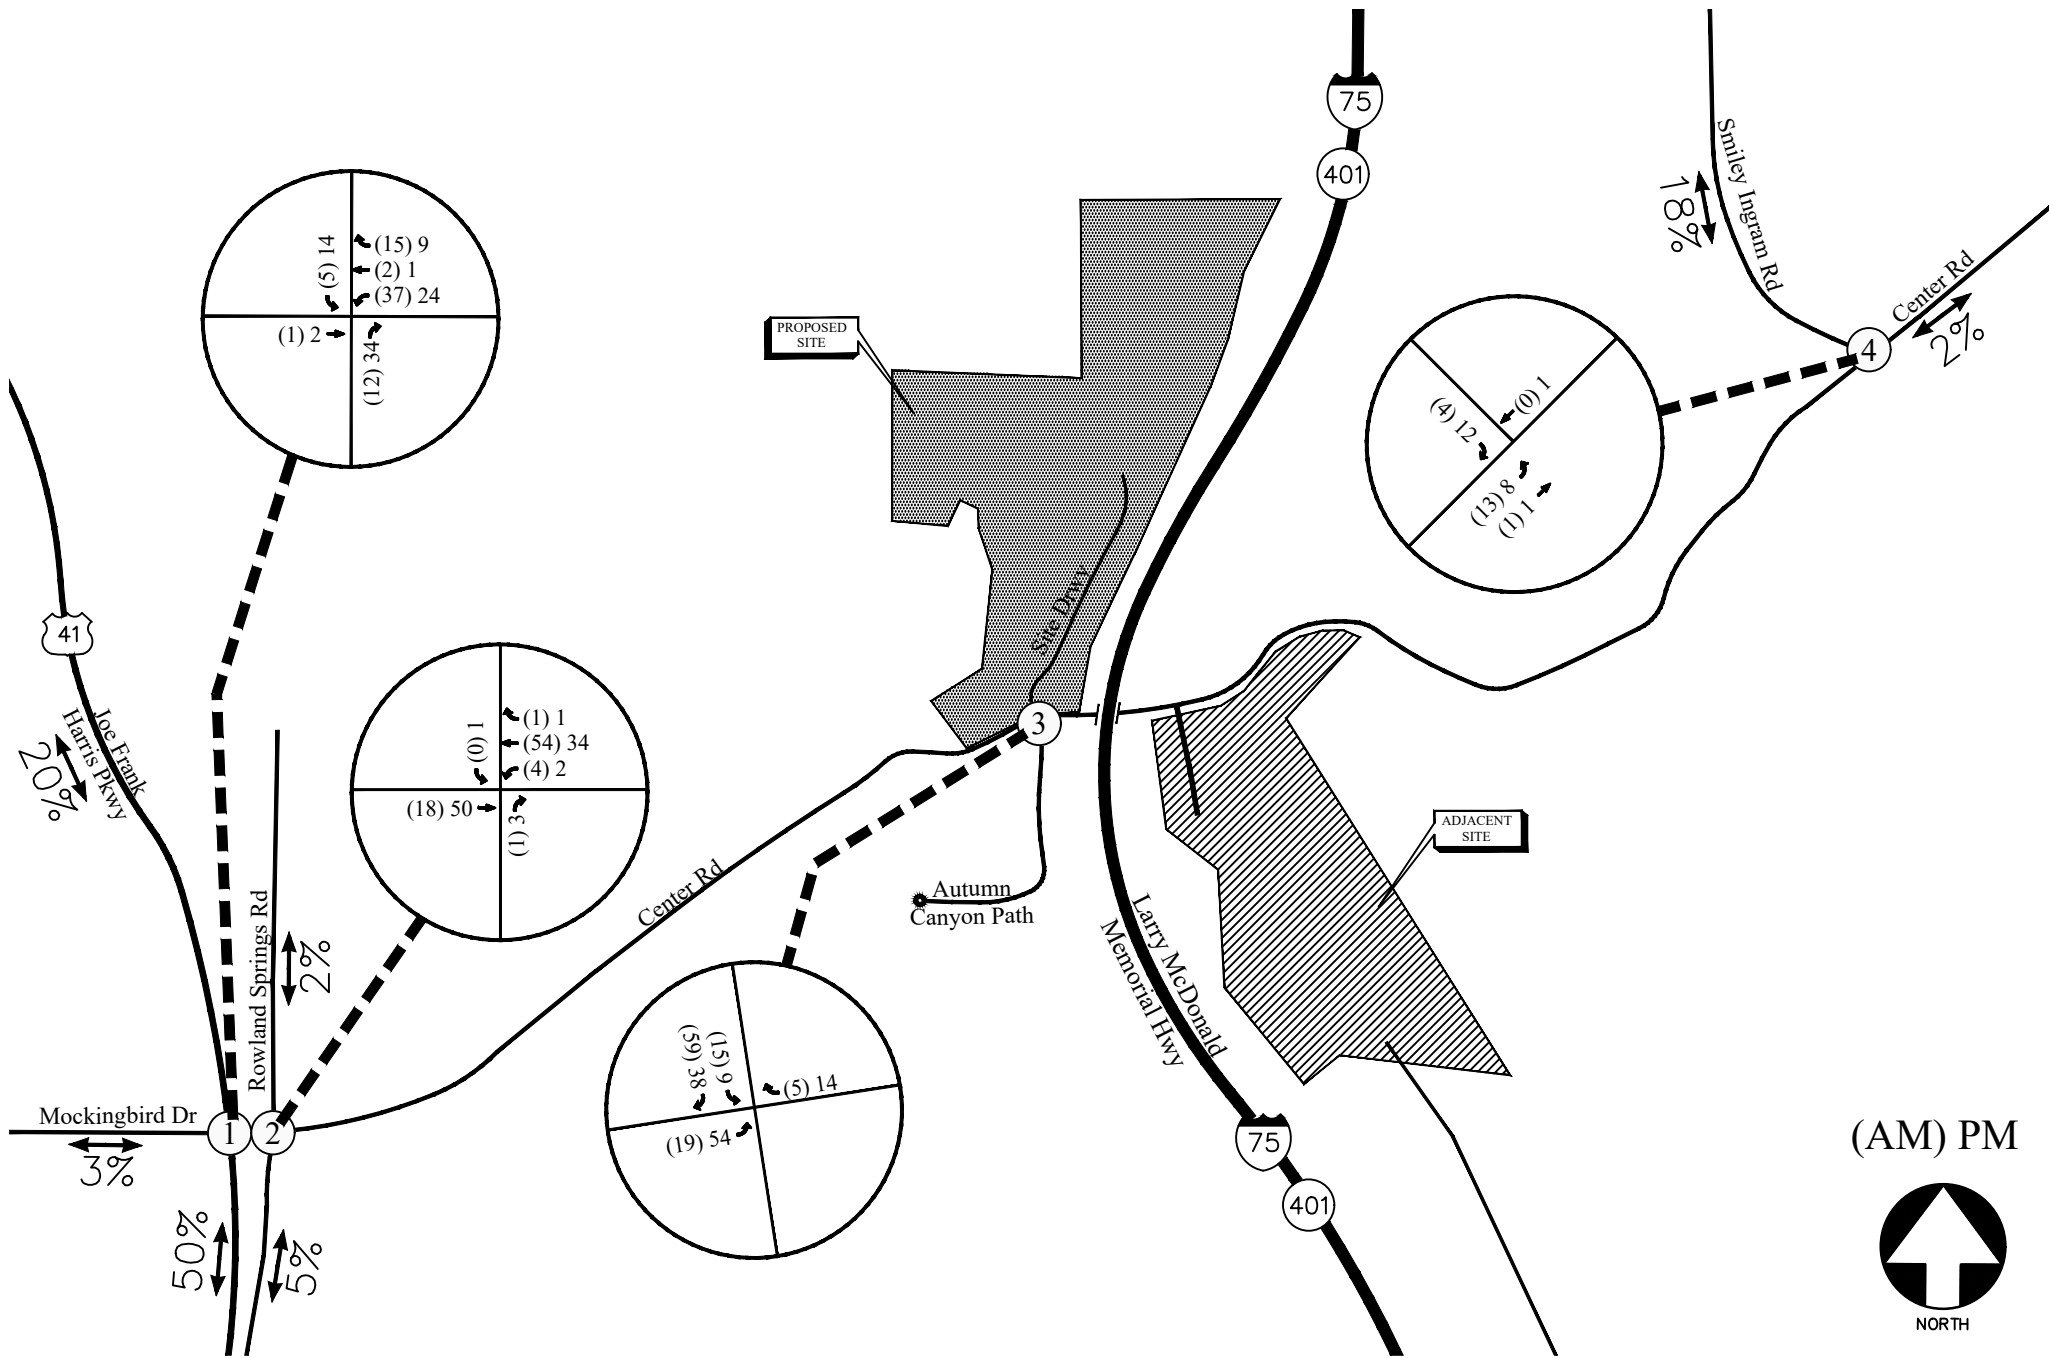 75
401
Smiley Ingram Rd
18%
Center Rd
2%
4
(5) 14
(15) 9
(2) 1
(37) 24
(1) 2
(12) 34
PROPOSED
SITE
(0) 1
(4) 12
(13) 8
(1) 1
41
Joe Frank
Harris Pkwy
20%
Site Drwy
3
(0) 1
(1) 1
(54) 34
(4) 2
(18) 50
(1) 3
ADJACENT
SITE
Center Rd
Autumn
Canyon Path
Rowland Springs Rd
2%
Larry McDonald
Memorial Hwy
(59) 38
(15) 9
(5) 14
(19) 54
Mockingbird Dr
3%
1
2
75
401
50%
5%
(AM) PM
NORTH